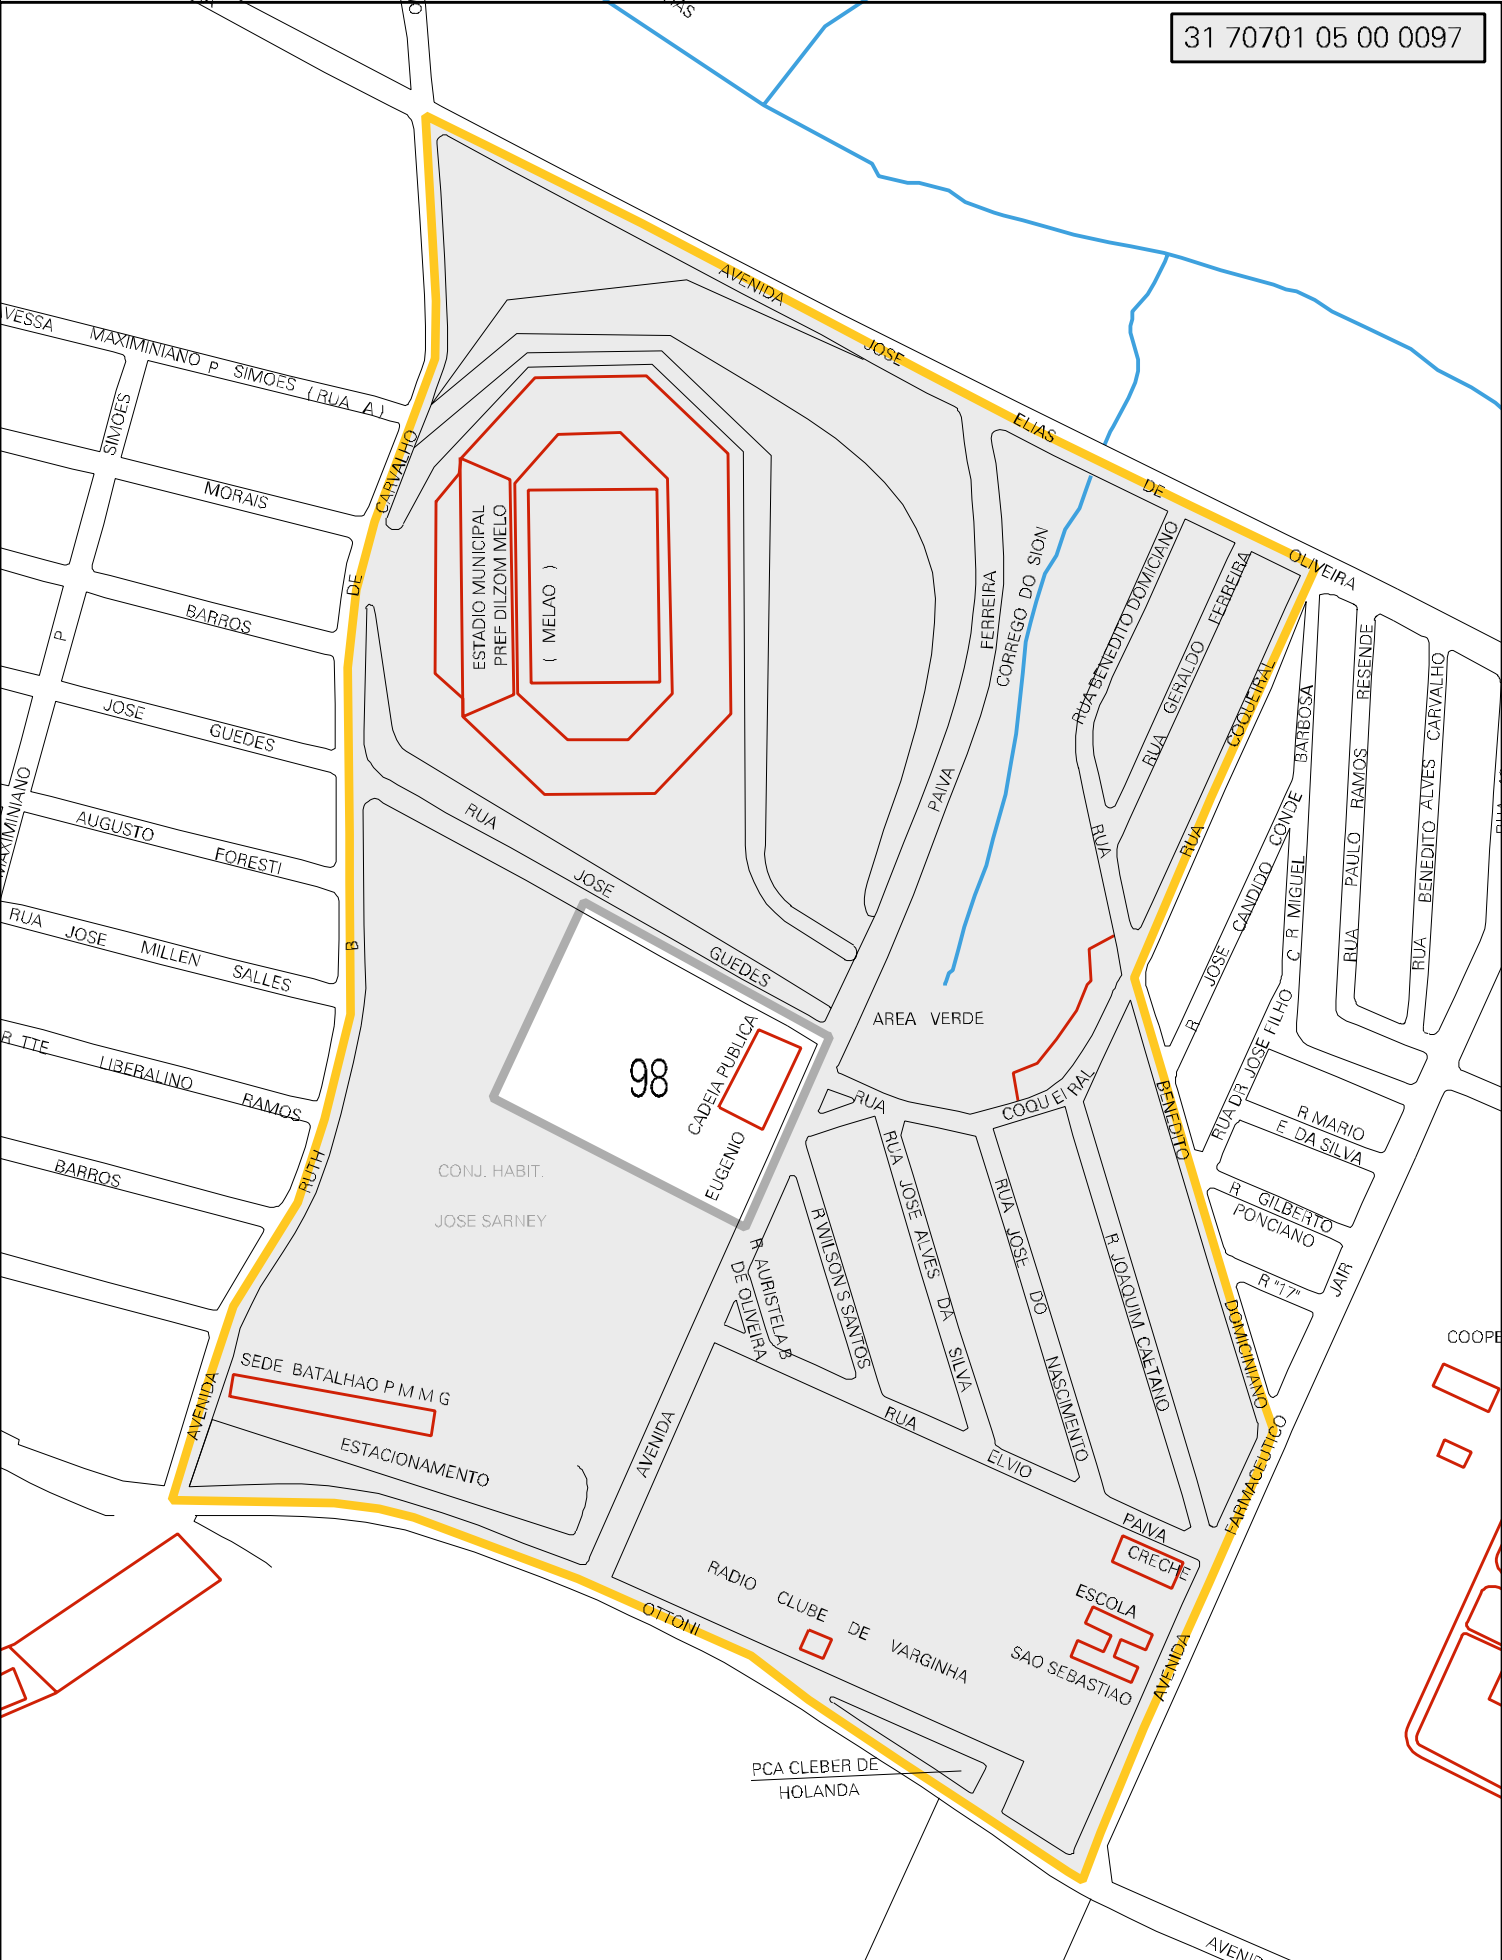 31 70701 05 00 0097
AVENIDA JOSE ELIAS DE OLIVEIRA
VESSA MAXIMINIANO P SIMOES ( RUA A )
SIMOES
MORAIS
BARROS
P
JOSE GUEDES
MAXIMINIANO
AUGUSTO FORESTI
RUA JOSE MILLEN SALLES
R TTE LIBERALINO RAMOS
BARROS
AVENIDA RUTH B DE CARVALHO
ESTADIO MUNICIPAL
PREF DILZOM MELO
( MELAO )
RUA JOSE GUEDES
PAIVA FERREIRA
CORREGO DO SION
RUA BENEDITO DOMICIANO
RUA GERALDO FERREIRA
RUA COQUEIRAL
RUA
R JOSE CANDIDO CONDE BARBOSA
RUA DR JOSE FILHO C R MIGUEL
RUA PAULO RAMOS RESENDE
RUA BENEDITO ALVES CARVALHO
AREA VERDE
98
CADEIA PUBLICA
AVENIDA EUGENIO
CONJ. HABIT.
JOSE SARNEY
RUA COQUEIRAL
BENEDITO DOMICINIANO
R MARIO
E DA SILVA
R GILBERTO
PONCIANO
R "17"
JAIR
RUA JOSE ALVES DA SILVA
RUA JOSE DO NASCIMENTO
R JOAQUIM CAETANO
R WILSON S SANTOS
R AURISTELA B
DE OLIVEIRA
COOPE
SEDE BATALHAO P M M G
ESTACIONAMENTO
RUA ELVIO PAIVA
AVENIDA FARMACEUTICO
CRECHE
ESCOLA
SAO SEBASTIAO
RADIO CLUBE DE VARGINHA
OTTONI
PCA CLEBER DE
HOLANDA